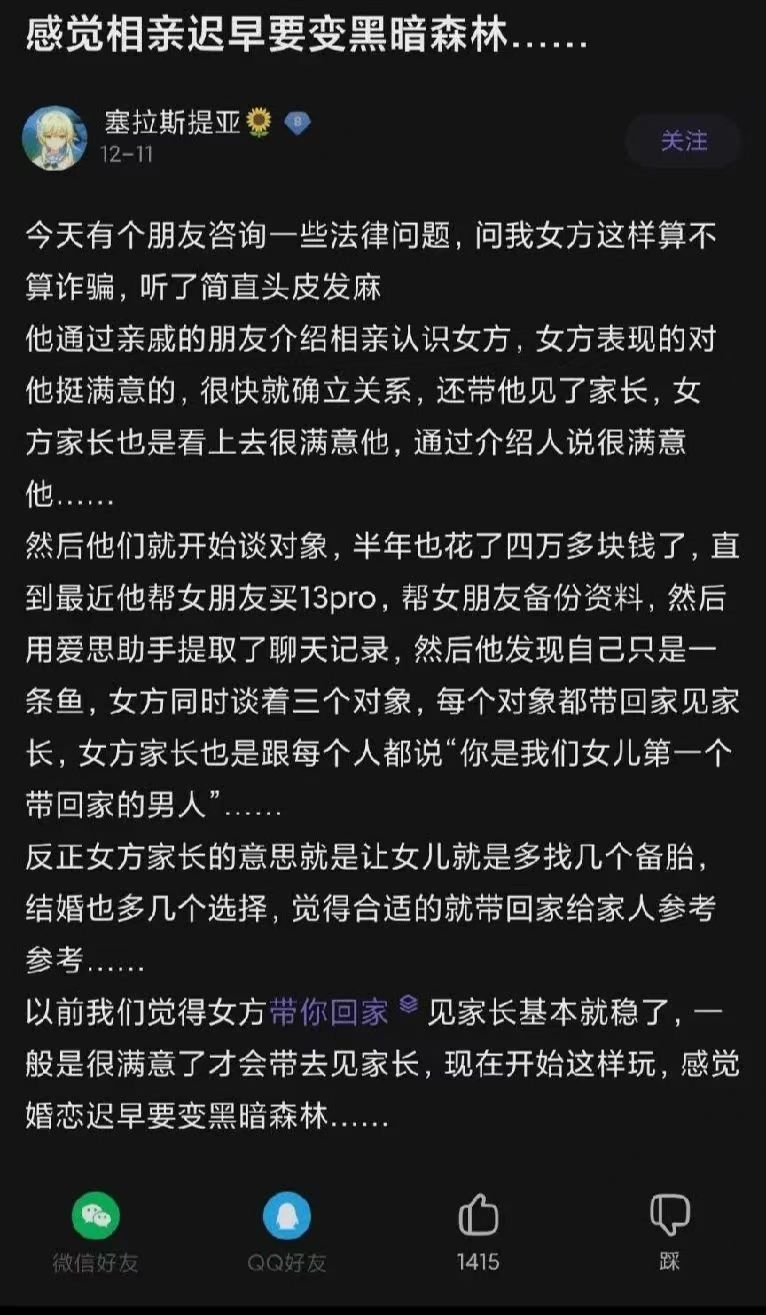 感觉相亲迟早要变黑暗森林……
塞拉斯提亚🌻 8
12-11
关注
今天有个朋友咨询一些法律问题，问我女方这样算不
算诈骗，听了简直头皮发麻
他通过亲戚的朋友介绍相亲认识女方，女方表现的对
他挺满意的，很快就确立关系，还带他见了家长，女
方家长也是看上去很满意他，通过介绍人说很满意
他……
然后他们就开始谈对象，半年也花了四万多块钱了，直
到最近他帮女朋友买13pro，帮女朋友备份资料，然后
用爱思助手提取了聊天记录，然后他发现自己只是一
条鱼，女方同时谈着三个对象，每个对象都带回家见家
长，女方家长也是跟每个人都说“你是我们女儿第一个
带回家的男人”……
反正女方家长的意思就是让女儿就是多找几个备胎，
结婚也多几个选择，觉得合适的就带回家给家人参考
参考……
以前我们觉得女方带你回家 见家长基本就稳了，一
般是很满意了才会带去见家长，现在开始这样玩，感觉
婚恋迟早要变黑暗森林……
微信好友
QQ好友
1415
踩